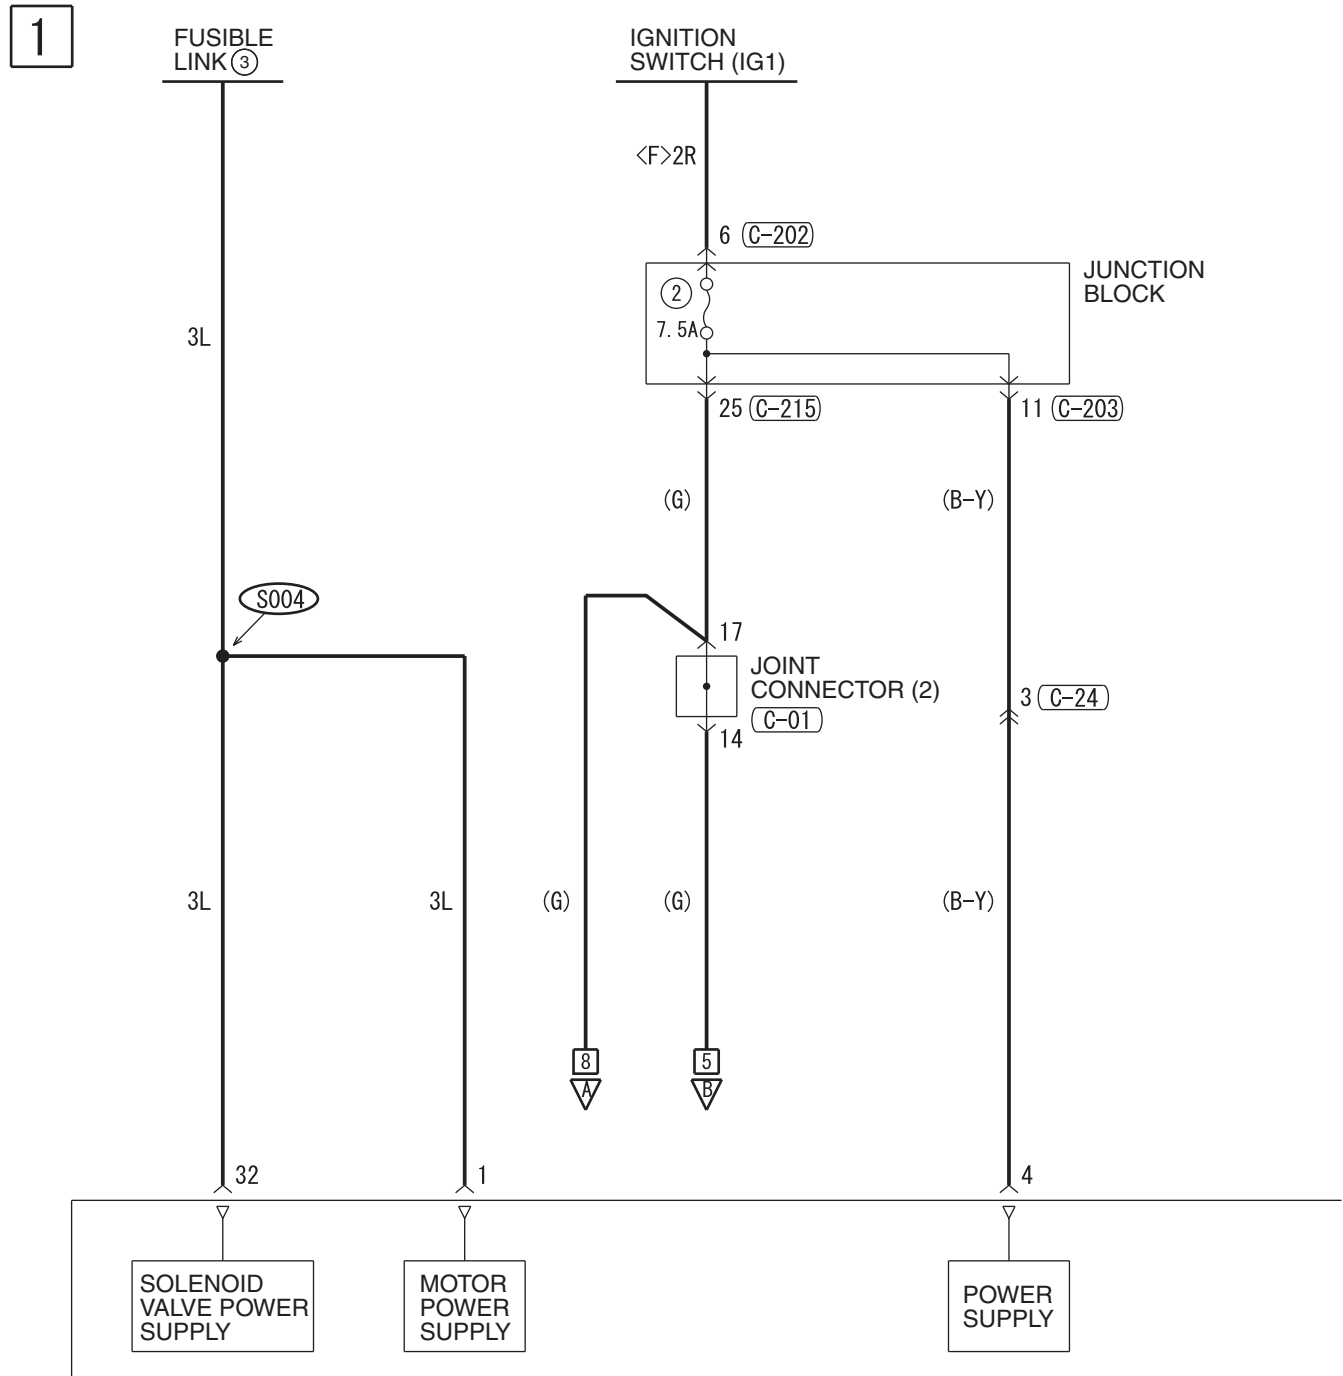 1
FUSIBLE
LINK ③
IGNITION
SWITCH (IG1)
<F>2R
6 C-202
JUNCTION
BLOCK
②
7.5A
3L
25 C-215
11 C-203
(G)
(B-Y)
S004
17
JOINT
CONNECTOR (2)
C-01
3 C-24
14
3L
3L
(G)
(G)
(B-Y)
8
5
A
B
32
1
4
SOLENOID
VALVE POWER
SUPPLY
MOTOR
POWER
SUPPLY
POWER
SUPPLY